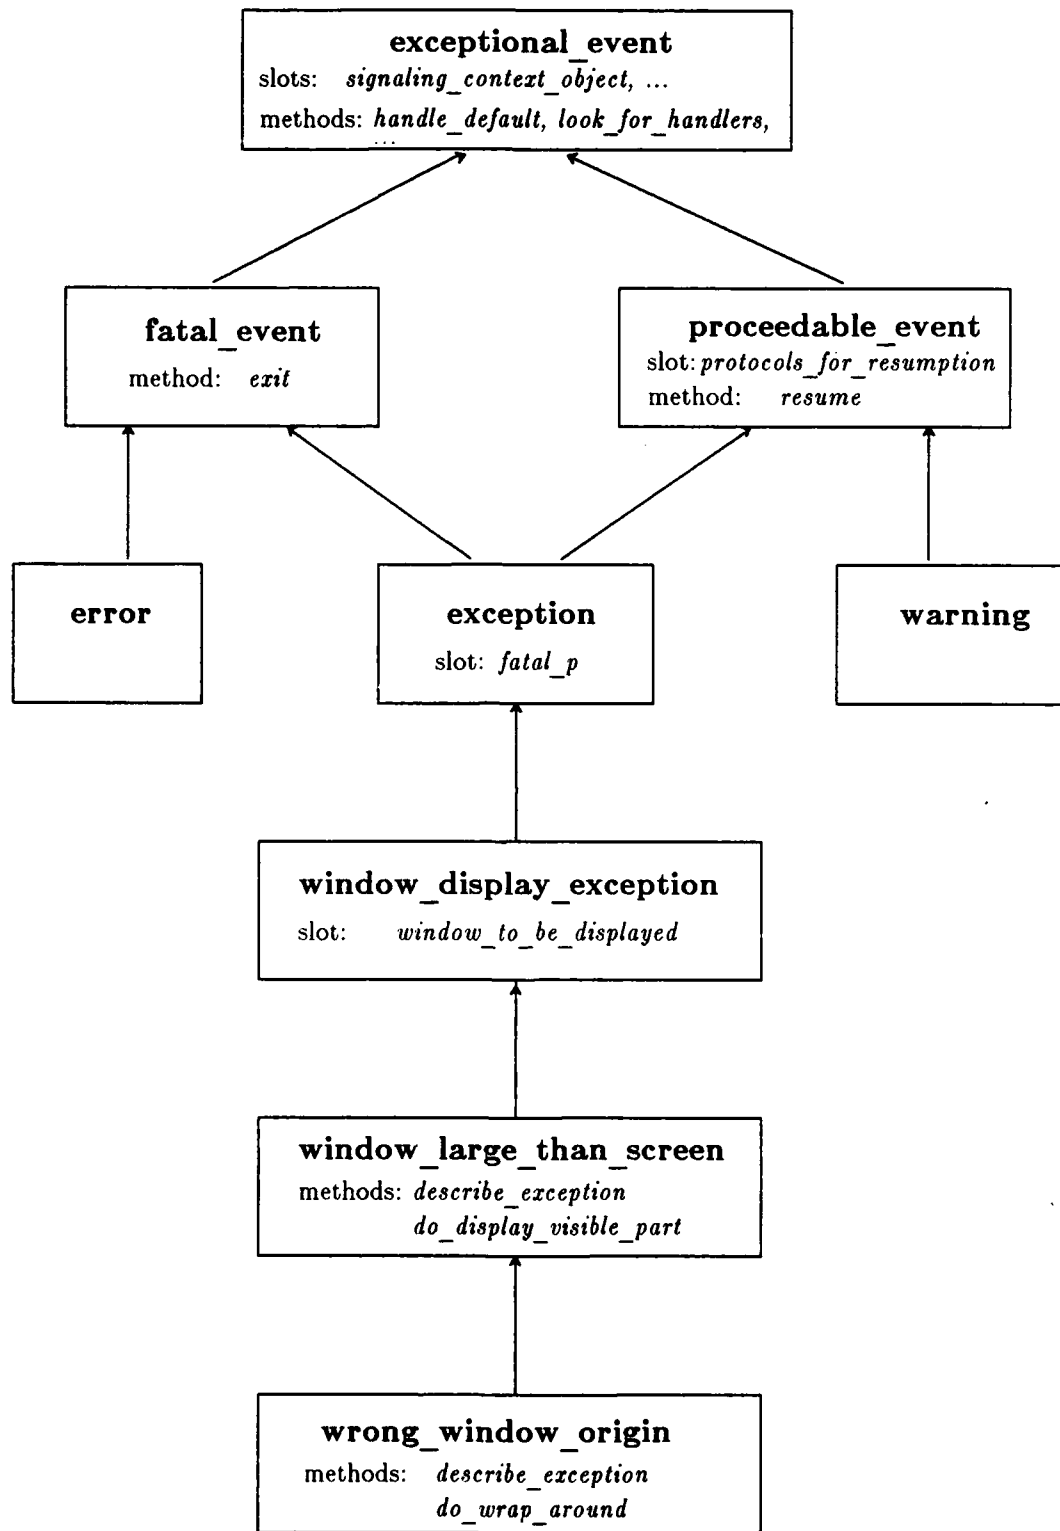 exceptional_event
slots: signaling_context_object, ...
methods: handle_default, look_for_handlers,
...
fatal_event
method: exit
proceedable_event
slot: protocols_for_resumption
method: resume
error
exception
slot: fatal_p
warning
window_display_exception
slot: window_to_be_displayed
window_large_than_screen
methods: describe_exception
do_display_visible_part
wrong_window_origin
methods: describe_exception
do_wrap_around